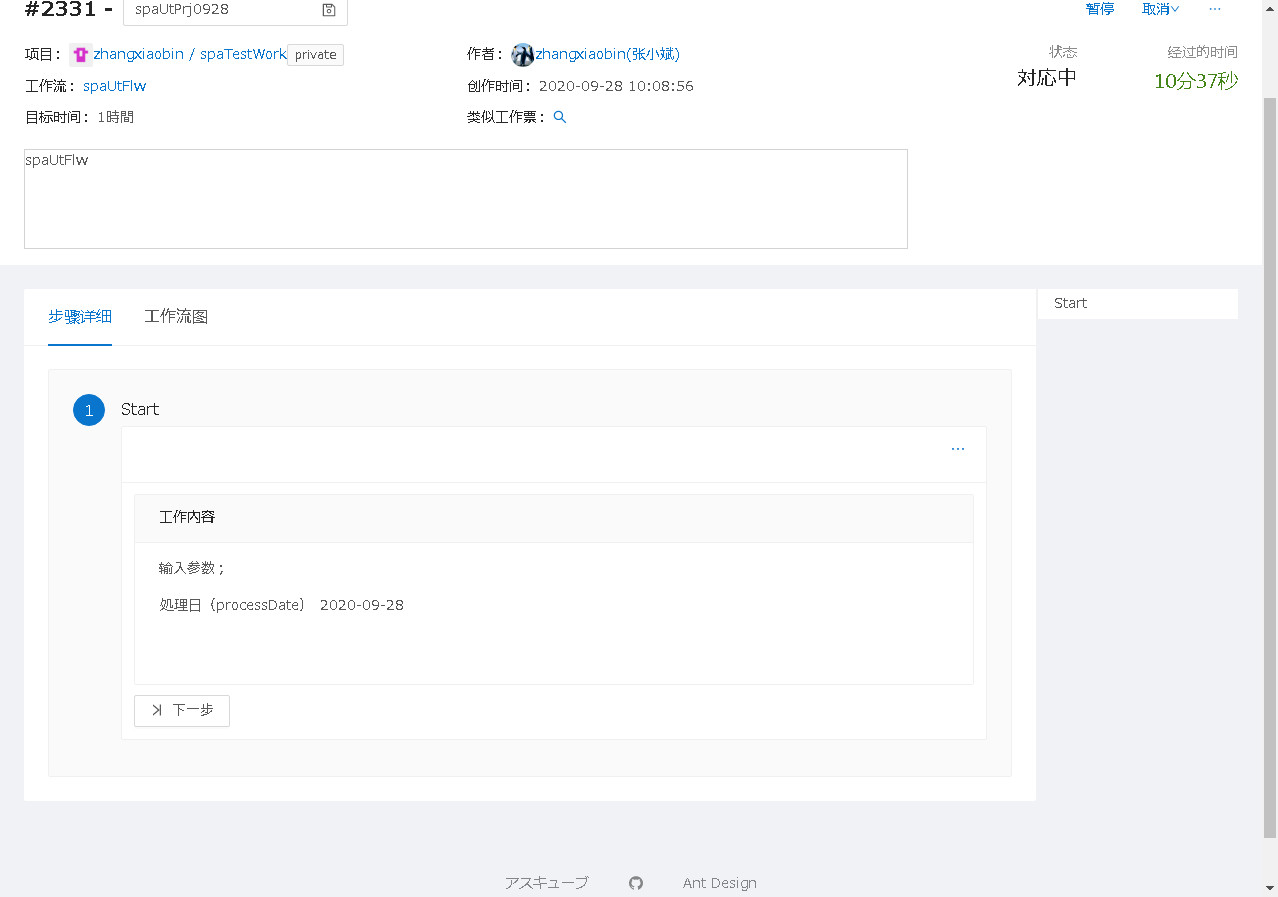 #2331 - spaUtPrj0928 暂停 取消 ···
项目： zhangxiaobin / spaTestWork private 作者： zhangxiaobin(张小斌) 状态 经过的时间
对応中 10分37秒
工作流： spaUtFlw 创作时间： 2020-09-28 10:08:56
目标时间： 1時間 类似工作票：
spaUtFlw
步骤详细 工作流图 Start
1 Start
···
工作内容
输入参数；
処理日（processDate） 2020-09-28
下一步
アスキューブ Ant Design